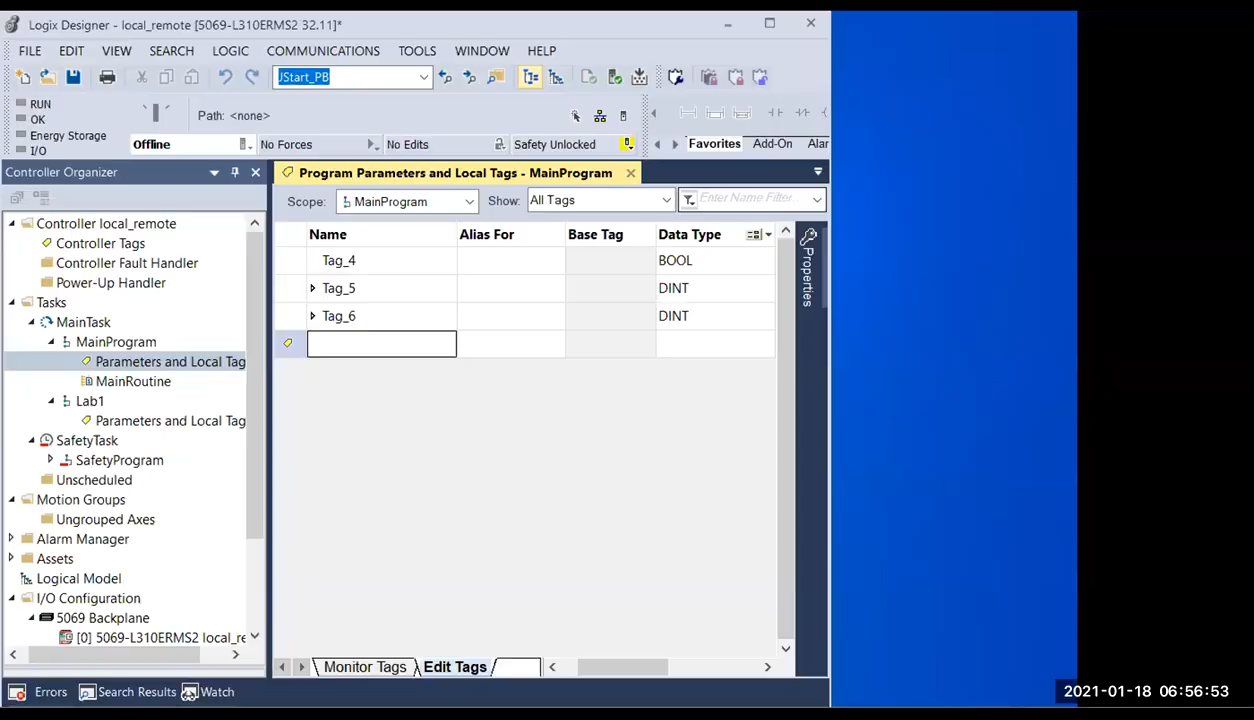 Logix Designer - local_remote [5069-L310ERMS2 32.11]*
FILE EDIT VIEW SEARCH LOGIC COMMUNICATIONS TOOLS WINDOW HELP
JStart_PB
RUN
OK
Energy Storage
I/O
Path: <none>
Offline No Forces No Edits Safety Unlocked
Favorites Add-On Alar
Controller Organizer
Controller local_remote
Controller Tags
Controller Fault Handler
Power-Up Handler
Tasks
MainTask
MainProgram
Parameters and Local Tag
MainRoutine
Lab1
Parameters and Local Tag
SafetyTask
SafetyProgram
Unscheduled
Motion Groups
Ungrouped Axes
Alarm Manager
Assets
Logical Model
I/O Configuration
5069 Backplane
[0] 5069-L310ERMS2 local_re
Program Parameters and Local Tags - MainProgram
Scope: MainProgram Show: All Tags Enter Name Filter...
Name Alias For Base Tag Data Type
Tag_4 BOOL
Tag_5 DINT
Tag_6 DINT
Properties
Monitor Tags Edit Tags
Errors Search Results Watch
2021-01-18 06:56:53